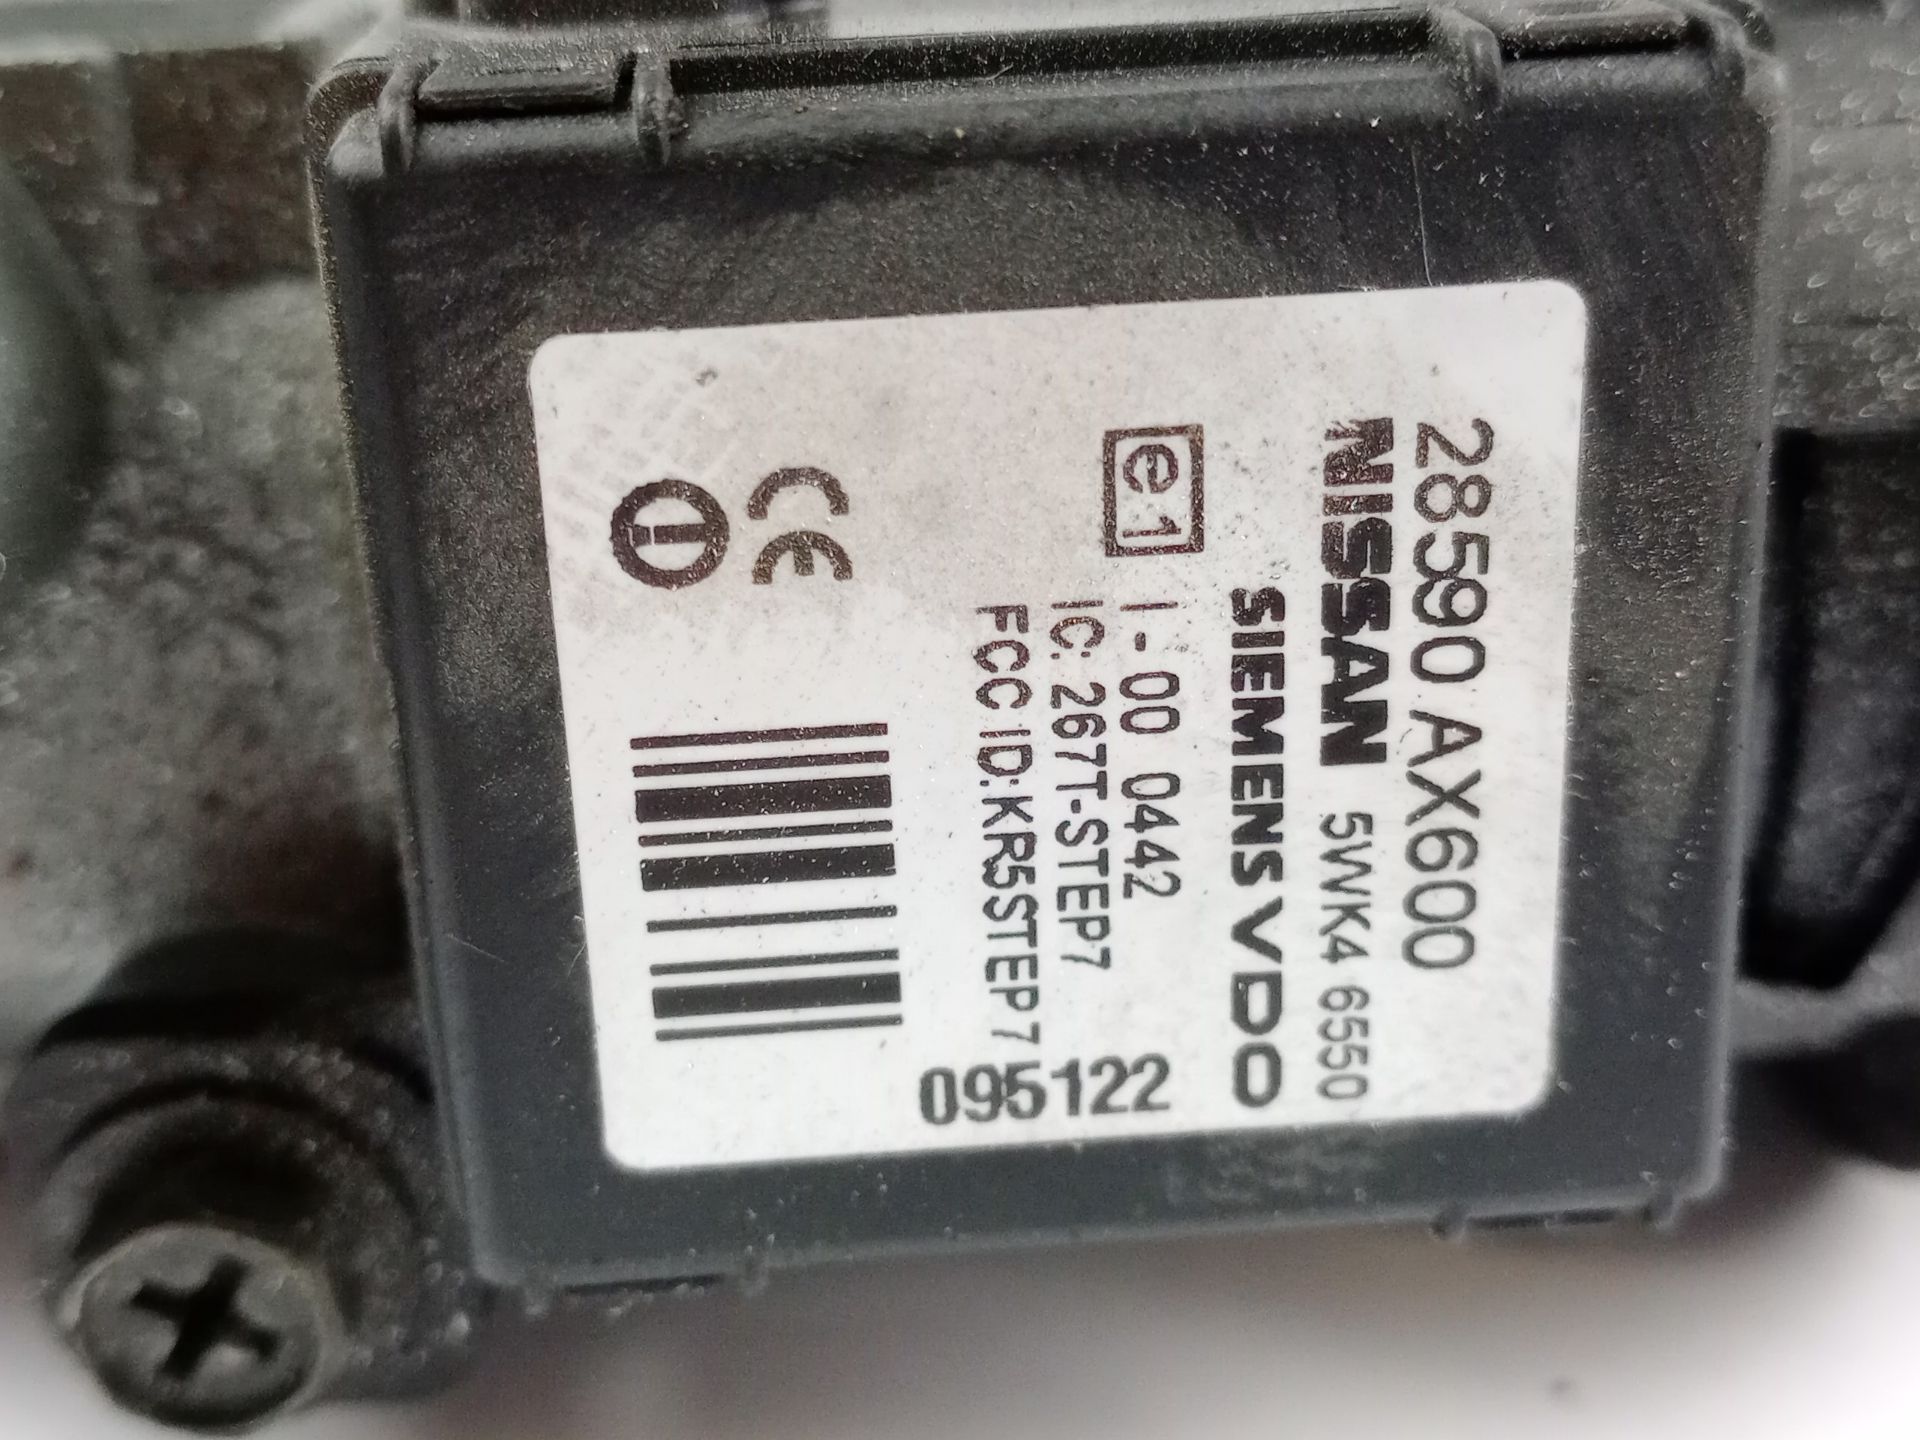 28590 AX600
NISSAN 5WK4 6550
SIEMENS VDO
e1 I-00 0442
IC: 267T-STEP7
FCC ID:KR5STEP7
095122
CE